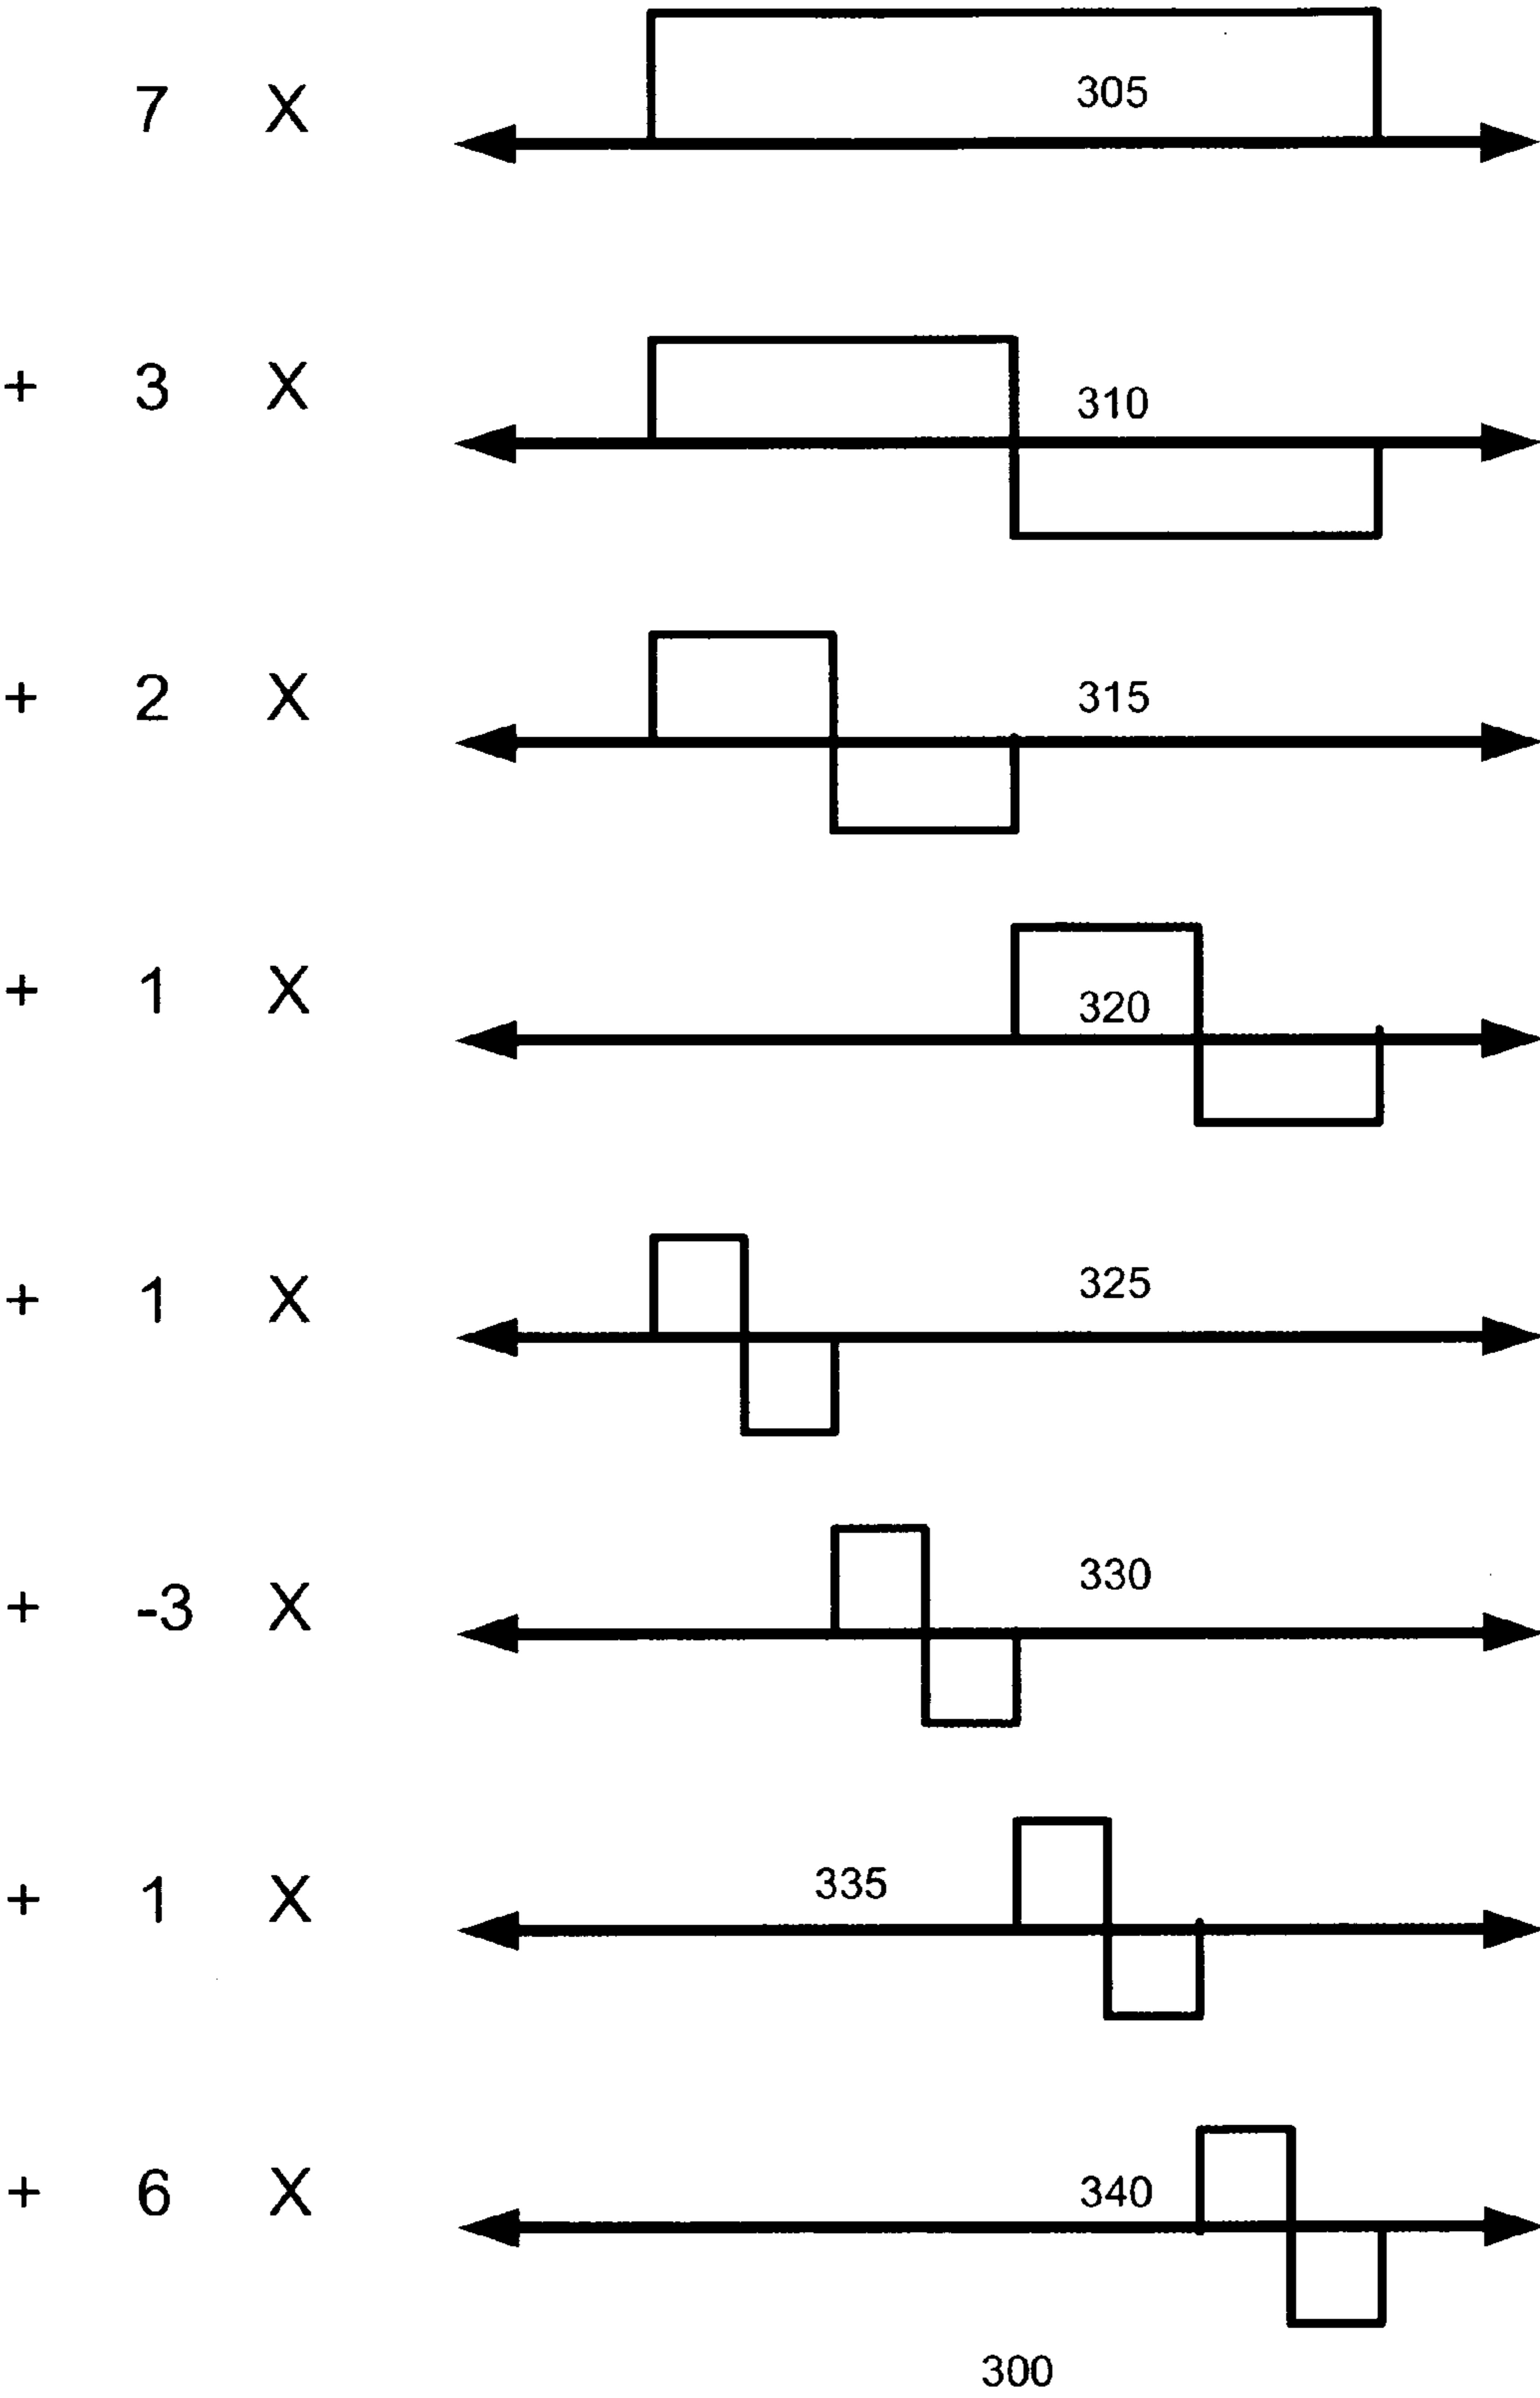 305
7 X
+ 3 X 310
+ 2 X 315
+ 1 X 320
+ 1 X 325
+ -3 X 330
+ 1 X 335
+ 6 X 340
300